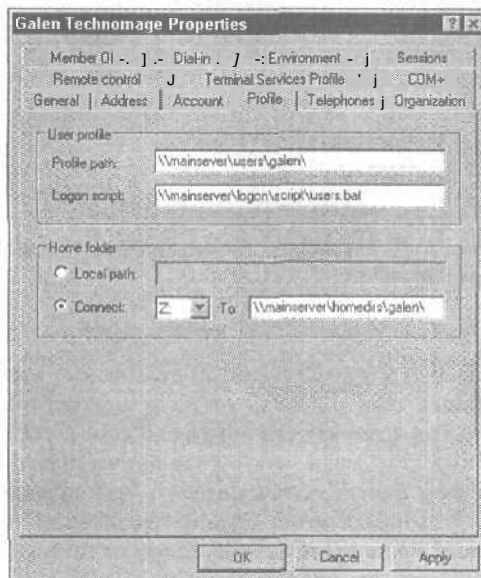 Galen Technomage Properties
Member Of -. ] .- Dial-in . ] -: Environment - j Sessions
Remote control J Terminal Services Profile ' j COM+
General | Address | Account Profile | Telephones j Organization
User profile
Profile path: \\mainsever\users\galen\
Logon script: \\mainserver\logon\script\users.bat
Home folder
Local path:
Connect: Z: To \\mainserver\homedirs\galen\
OK Cancel Apply